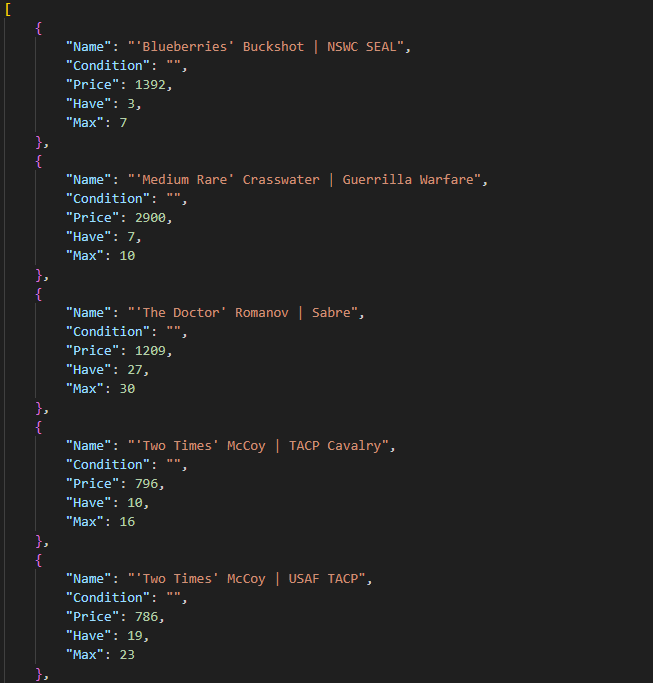 [
{
"Name": "'Blueberries' Buckshot | NSWC SEAL",
"Condition": "",
"Price": 1392,
"Have": 3,
"Max": 7
},
{
"Name": "'Medium Rare' Crasswater | Guerrilla Warfare",
"Condition": "",
"Price": 2900,
"Have": 7,
"Max": 10
},
{
"Name": "'The Doctor' Romanov | Sabre",
"Condition": "",
"Price": 1209,
"Have": 27,
"Max": 30
},
{
"Name": "'Two Times' McCoy | TACP Cavalry",
"Condition": "",
"Price": 796,
"Have": 10,
"Max": 16
},
{
"Name": "'Two Times' McCoy | USAF TACP",
"Condition": "",
"Price": 786,
"Have": 19,
"Max": 23
},